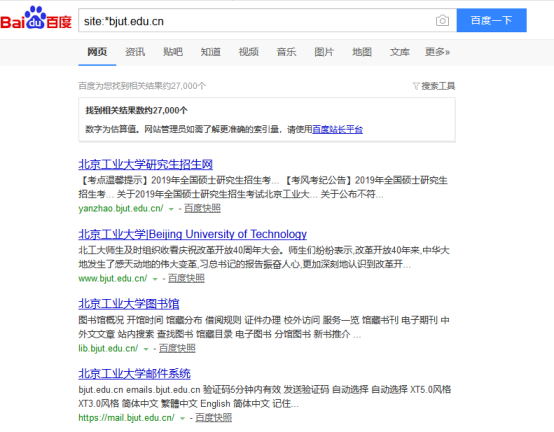 Bai du 百度
site:*bjut.edu.cn
百度一下
网页 资讯 贴吧 知道 视频 音乐 图片 地图 文库 更多»
百度为您找到相关结果约27,000个
搜索工具
找到相关结果数约27,000个
数字为估算值。网站管理员如需了解更准确的索引量，请使用百度站长平台
北京工业大学研究生招生网
【考点温馨提示】2019年全国硕士研究生招生考... 【考风考纪公告】2019年全国硕士研究
生招生考... 关于2019年全国硕士研究生招生考试北京工业大... 关于公布不符...
yanzhao.bjut.edu.cn/ - 百度快照
北京工业大学|Beijing University of Technology
北工大师生及时组织收看庆祝改革开放40周年大会。师生们纷纷表示,改革开放40年来,中华大
地发生了感天动地的伟大变革,习总书记的报告振奋人心,更加深刻地认识到改革开...
www.bjut.edu.cn/ - 百度快照
北京工业大学图书馆
图书馆概况 开馆时间 馆藏分布 借阅规则 证件办理 校外访问 服务一览 馆藏书刊 电子期刊 中
外文文章 站内搜索 查找图书 馆藏目录 电子图书 分馆图书 新书推介 ...
lib.bjut.edu.cn/ - 百度快照
北京工业大学邮件系统
bjut.edu.cn emails.bjut.edu.cn 验证码5分钟内有效 发送验证码 自动选择 自动选择 XT5.0风格
XT3.0风格 简体中文 繁體中文 English 简体中文 记住...
https://mail.bjut.edu.cn/ - 百度快照